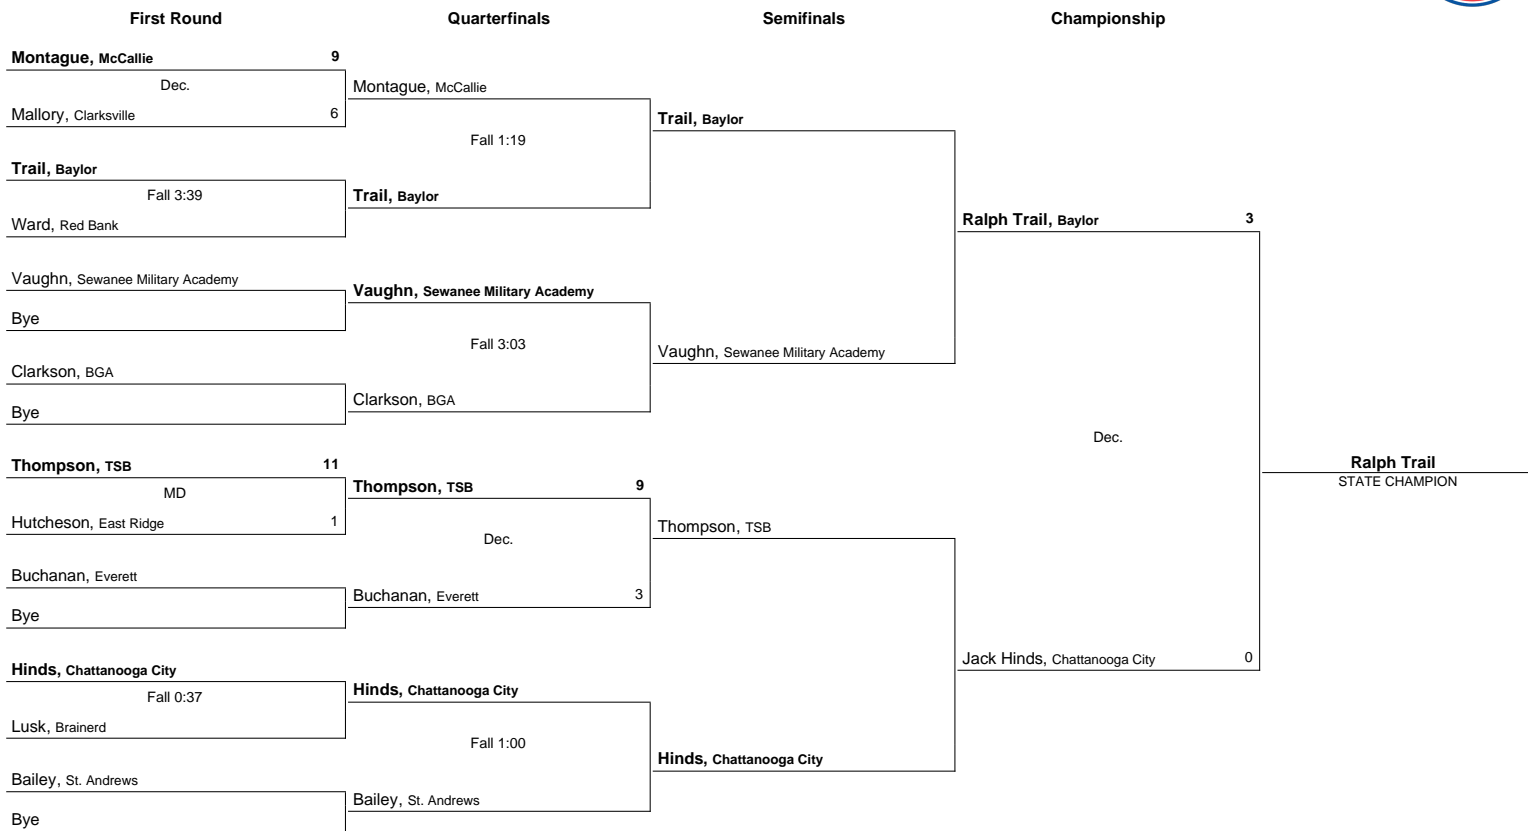 First Round Quarterfinals Semifinals Championship
Montague, McCallie 9
Dec.
Mallory, Clarksville 6
Trail, Baylor
Fall 3:39
Ward, Red Bank
Vaughn, Sewanee Military Academy
Bye
Clarkson, BGA
Bye
Thompson, TSB 11
MD
Hutcheson, East Ridge 1
Buchanan, Everett
Bye
Hinds, Chattanooga City
Fall 0:37
Lusk, Brainerd
Bailey, St. Andrews
Bye
Montague, McCallie
Fall 1:19
Trail, Baylor
Vaughn, Sewanee Military Academy
Fall 3:03
Clarkson, BGA
Thompson, TSB 9
Dec.
Buchanan, Everett 3
Hinds, Chattanooga City
Fall 1:00
Bailey, St. Andrews
Trail, Baylor
Vaughn, Sewanee Military Academy
Thompson, TSB
Hinds, Chattanooga City
Ralph Trail, Baylor 3
Dec.
Jack Hinds, Chattanooga City 0
Ralph Trail
STATE CHAMPION